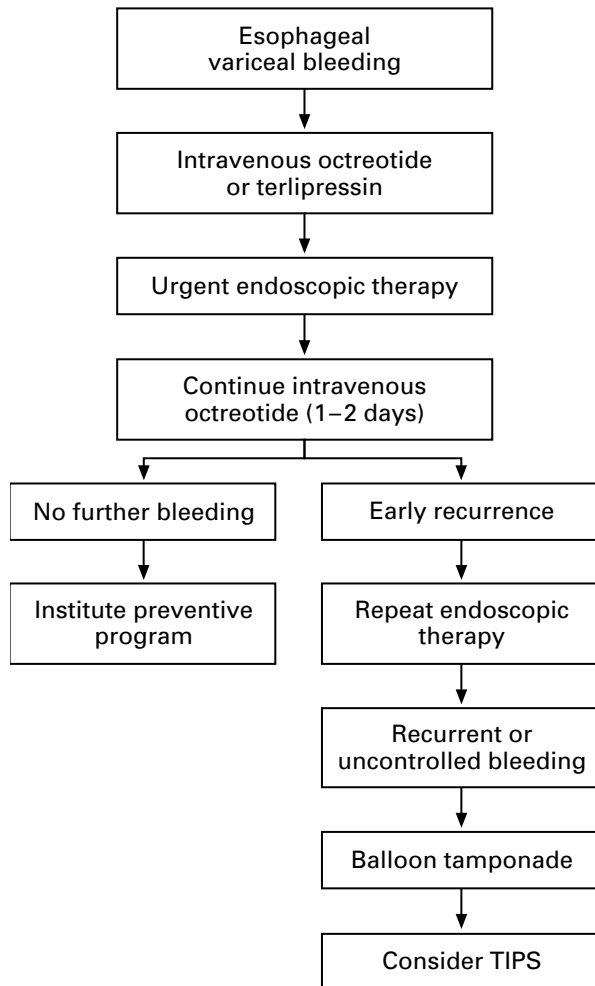 Esophageal
variceal bleeding
Intravenous octreotide
or terlipressin
Urgent endoscopic therapy
Continue intravenous
octreotide (1–2 days)
No further bleeding
Early recurrence
Institute preventive
program
Repeat endoscopic
therapy
Recurrent or
uncontrolled bleeding
Balloon tamponade
Consider TIPS